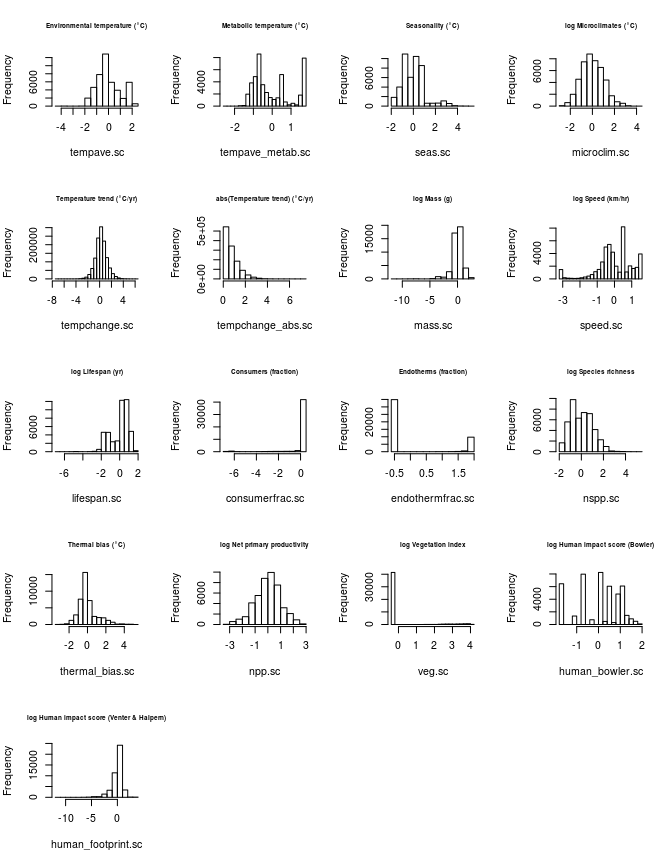 Environmental temperature (°C)
Metabolic temperature (°C)
Seasonality (°C)
log Microclimates (°C)
Frequency
0 6000
-4 -2 0 2
tempave.sc
Frequency
0 4000
-2 0 1
tempave_metab.sc
Frequency
0 6000
-2 0 2 4
seas.sc
Frequency
0 6000
-2 0 2 4
microclim.sc
Temperature trend (°C/yr)
abs(Temperature trend) (°C/yr)
log Mass (g)
log Speed (km/hr)
Frequency
0 200000
-8 -4 0 4
tempchange.sc
Frequency
0e+00 5e+05
0 2 4 6
tempchange_abs.sc
Frequency
0 15000
-10 -5 0
mass.sc
Frequency
0 4000
-3 -1 0 1
speed.sc
log Lifespan (yr)
Consumers (fraction)
Endotherms (fraction)
log Species richness
Frequency
0 6000
-6 -2 0 2
lifespan.sc
Frequency
0 30000
-6 -4 -2 0
consumerfrac.sc
Frequency
0 20000
-0.5 0.5 1.5
endothermfrac.sc
Frequency
0 6000
-2 0 2 4
nspp.sc
Thermal bias (°C)
log Net primary productivity
log Vegetation index
log Human impact score (Bowler)
Frequency
0 10000
-2 0 2 4
thermal_bias.sc
Frequency
0 6000
-3 -1 1 3
npp.sc
Frequency
0 300000
0 1 2 3 4
veg.sc
Frequency
0 4000
-1 0 1 2
human_bowler.sc
log Human impact score (Venter & Halpern)
Frequency
0 15000
-10 -5 0
human_footprint.sc